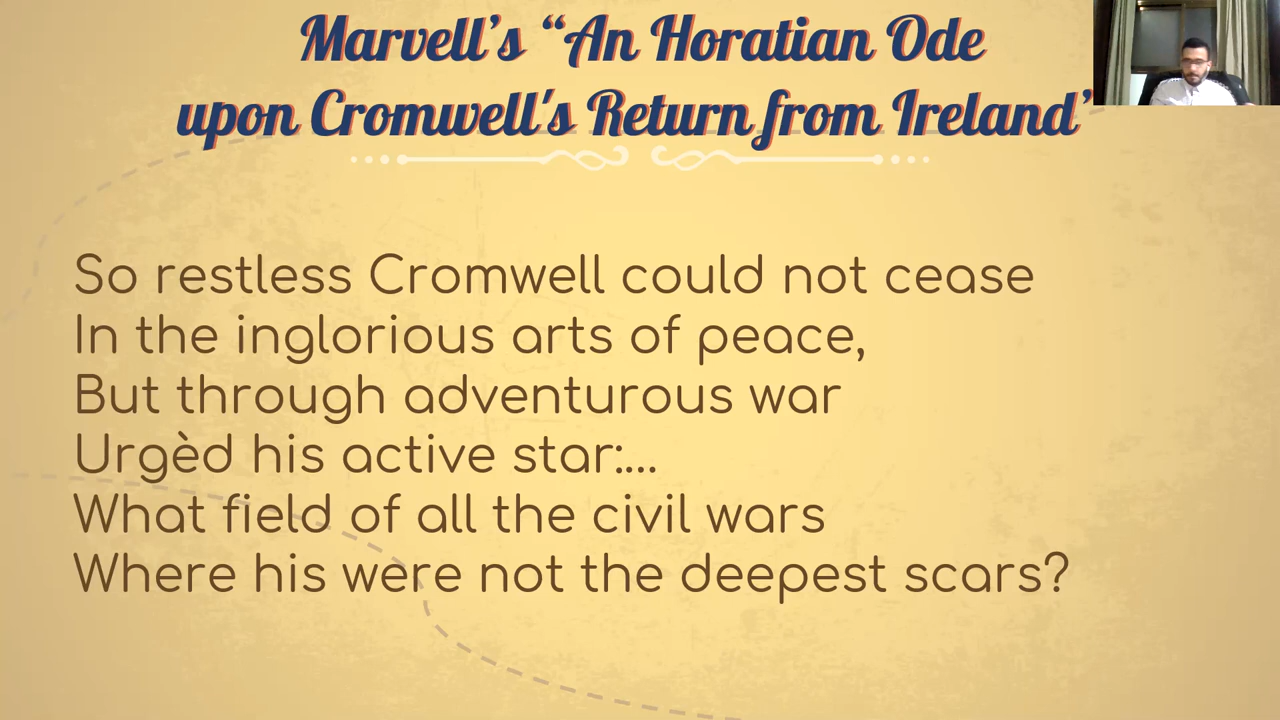 Marvell's “An Horatian Ode
upon Cromwell's Return from Ireland”
So restless Cromwell could not cease
In the inglorious arts of peace,
But through adventurous war
Urgèd his active star:...
What field of all the civil wars
Where his were not the deepest scars?